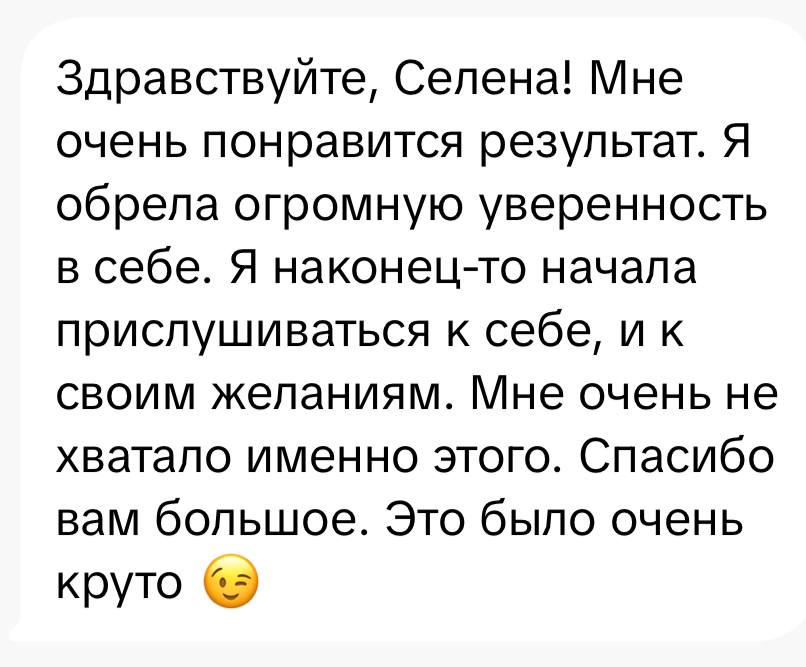 Здравствуйте, Селена! Мне
очень понравится результат. Я
обрела огромную уверенность
в себе. Я наконец-то начала
прислушиваться к себе, и к
своим желаниям. Мне очень не
хватало именно этого. Спасибо
вам большое. Это было очень
круто 😉